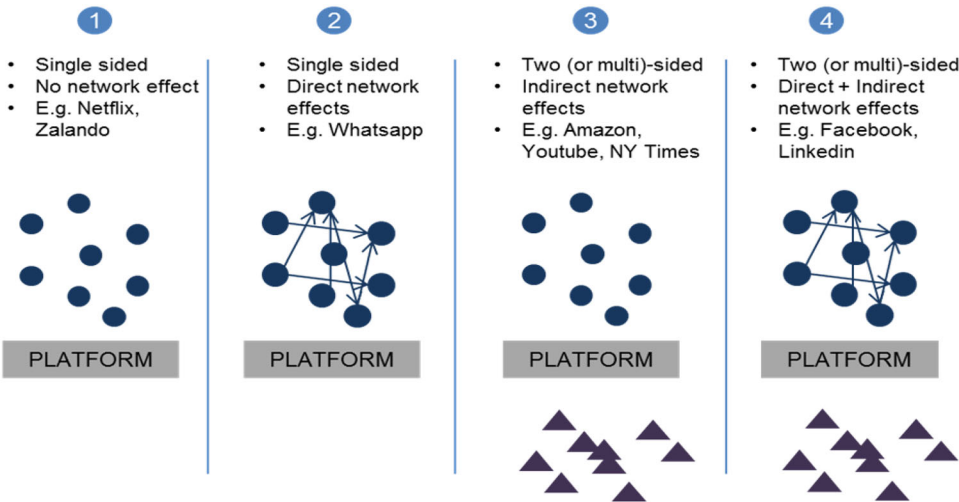 1
• Single sided
• No network effect
• E.g. Netflix,
Zalando
PLATFORM
2
• Single sided
• Direct network
effects
• E.g. Whatsapp
PLATFORM
3
• Two (or multi)-sided
• Indirect network
effects
• E.g. Amazon,
Youtube, NY Times
PLATFORM
4
• Two (or multi)-sided
• Direct + Indirect
network effects
• E.g. Facebook,
Linkedin
PLATFORM